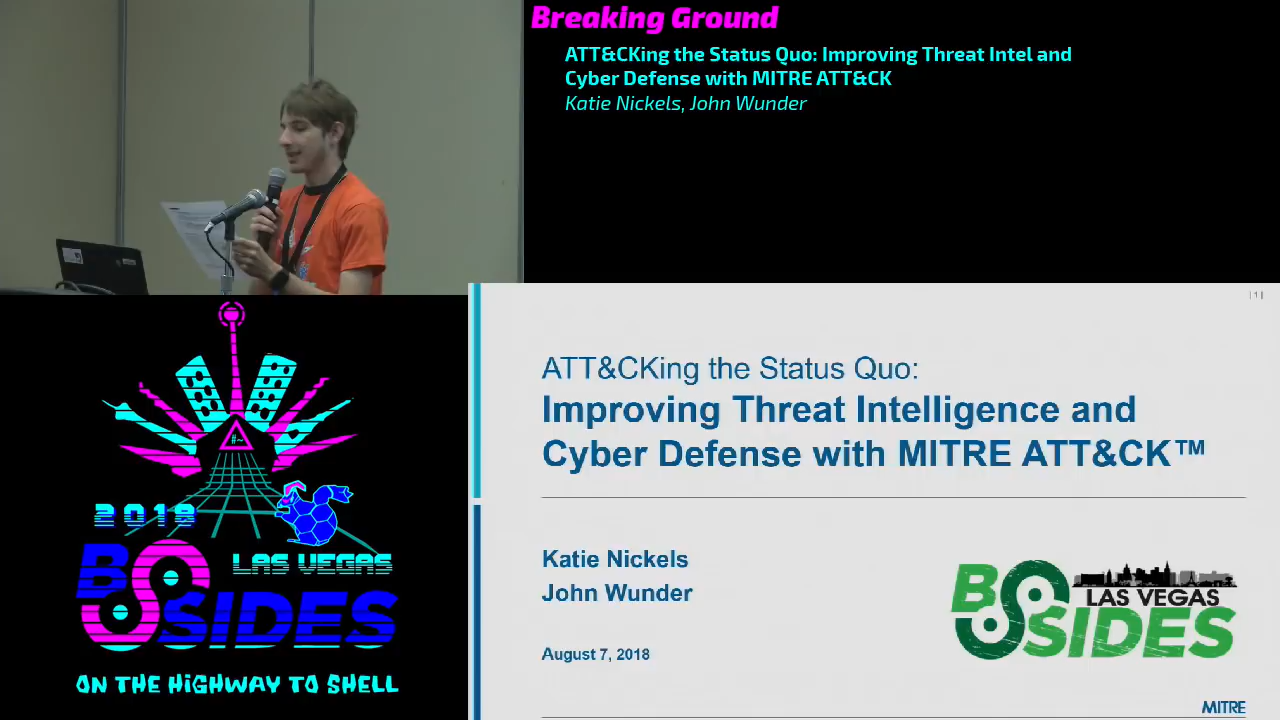 Breaking Ground
ATT&CKing the Status Quo: Improving Threat Intel and
Cyber Defense with MITRE ATT&CK
Katie Nickels, John Wunder
#~
2018
LAS VEGAS
BSIDES
ON THE HIGHWAY TO SHELL
|1|
ATT&CKing the Status Quo:
Improving Threat Intelligence and
Cyber Defense with MITRE ATT&CK™
Katie Nickels
John Wunder
August 7, 2018
LAS VEGAS
BSIDES
MITRE